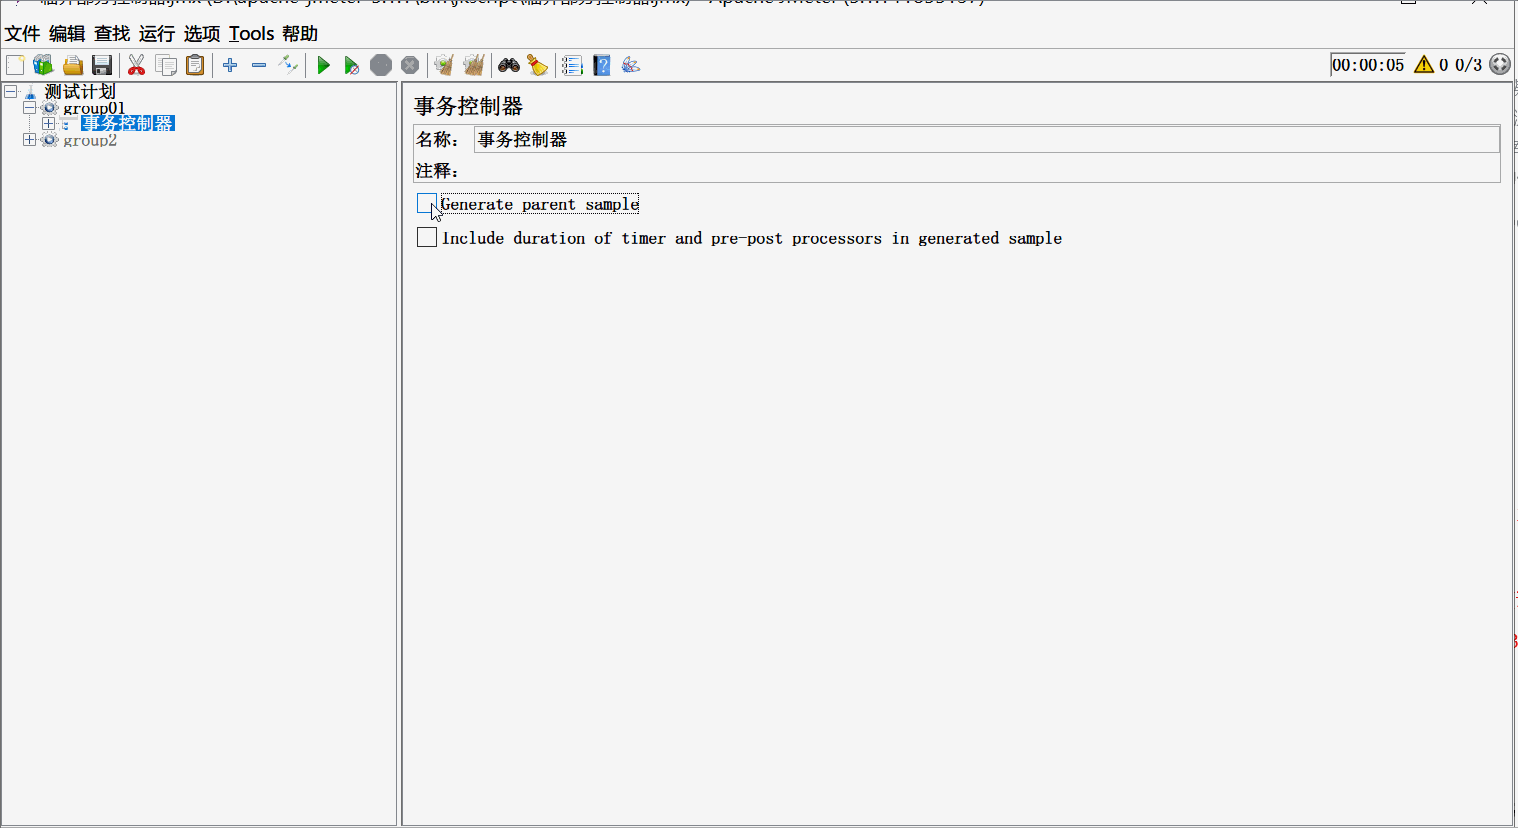 文件 编辑 查找 运行 选项 Tools 帮助
00:00:05 0 0/3
测试计划
group01
事务控制器
group2
事务控制器
名称： 事务控制器
注释：
Generate parent sample
Include duration of timer and pre-post processors in generated sample